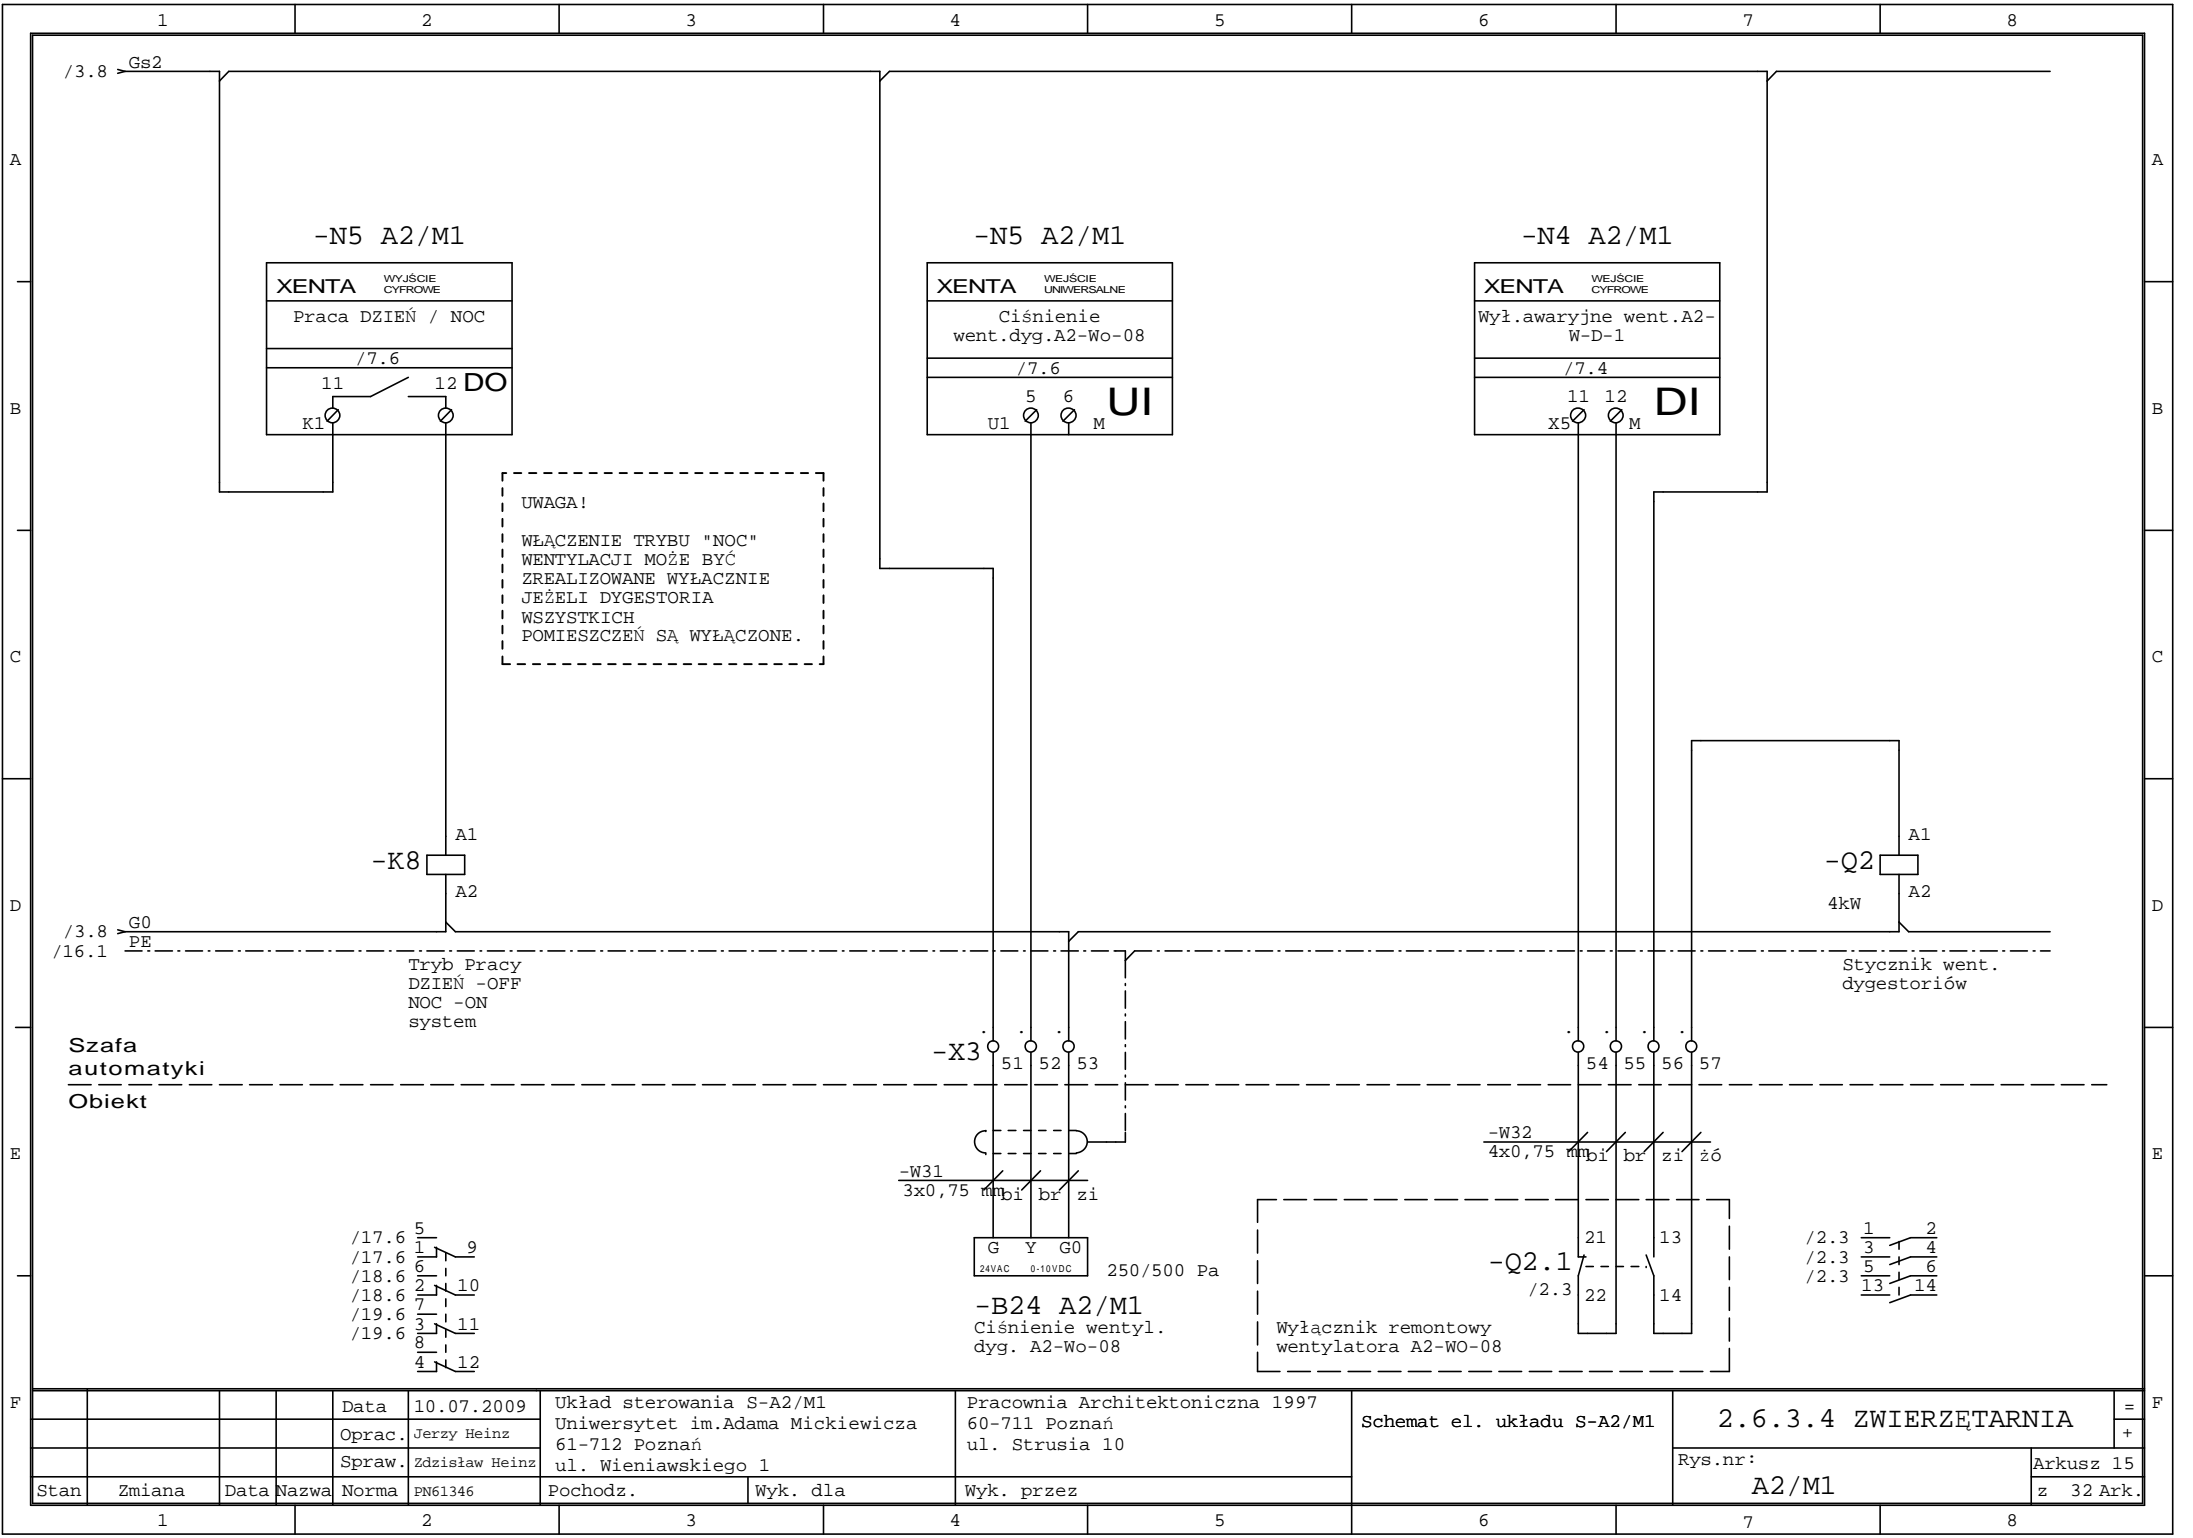 1 2 3 4 5 6 7 8
/3.8 Gs2
A A
-N5 A2/M1
XENTA WYJŚCIE
CYFROWE
Praca DZIEŃ / NOC
/7.6
11 12 DO
K1
-N5 A2/M1
XENTA WEJŚCIE
UNIWERSALNE
Ciśnienie
went.dyg.A2-Wo-08
/7.6
5 6 UI
U1 M
-N4 A2/M1
XENTA WEJŚCIE
CYFROWE
Wył.awaryjne went.A2-
W-D-1
/7.4
11 12 DI
X5 M
B B
UWAGA!
WŁĄCZENIE TRYBU "NOC"
WENTYLACJI MOŻE BYĆ
ZREALIZOWANE WYŁACZNIE
JEŻELI DYGESTORIA
WSZYSTKICH
POMIESZCZEŃ SĄ WYŁĄCZONE.
C C
A1
-K8
A2
A1
-Q2
A2
4kW
D D
/3.8 G0
/16.1 PE
Tryb Pracy
DZIEŃ -OFF
NOC -ON
system
Stycznik went.
dygestoriów
Szafa
automatyki
Obiekt
-X3 51 52 53
54 55 56 57
E E
-W31
3x0,75 mm bi br zi
-W32
4x0,75 mm bi br zi żó
G Y G0
24VAC 0-10VDC
250/500 Pa
-B24 A2/M1
Ciśnienie wentyl.
dyg. A2-Wo-08
21 13
-Q2.1
/2.3 22 14
Wyłącznik remontowy
wentylatora A2-WO-08
/17.6 5
/17.6 1 9
/18.6 6
/18.6 2 10
/19.6 7
/19.6 3 11
8
4 12
/2.3 1 2
/2.3 3 4
/2.3 5 6
13 14
F F
Data 10.07.2009
Oprac. Jerzy Heinz
Spraw. Zdzisław Heinz
Stan Zmiana Data Nazwa Norma PN61346
Układ sterowania S-A2/M1
Uniwersytet im.Adama Mickiewicza
61-712 Poznań
ul. Wieniawskiego 1
Pochodz. Wyk. dla
Pracownia Architektoniczna 1997
60-711 Poznań
ul. Strusia 10
Wyk. przez
Schemat el. układu S-A2/M1
2.6.3.4 ZWIERZĘTARNIA
=
+
Rys.nr:
A2/M1
Arkusz 15
z 32 Ark.
1 2 3 4 5 6 7 8